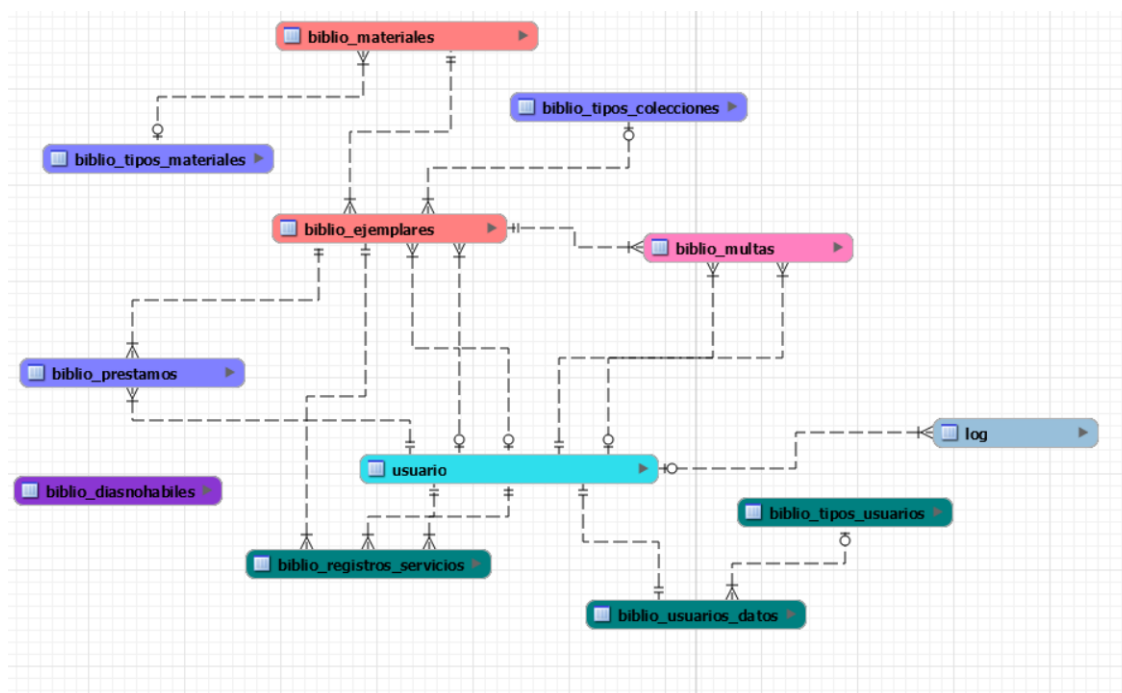 biblio_materiales
biblio_tipos_colecciones
biblio_tipos_materiales
biblio_ejemplares
biblio_multas
biblio_prestamos
log
usuario
biblio_diasnohabiles
biblio_tipos_usuarios
biblio_registros_servicios
biblio_usuarios_datos